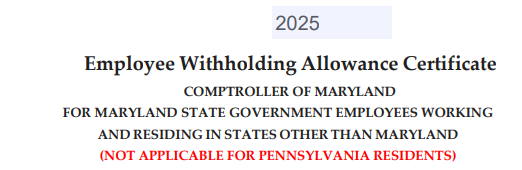 2025
Employee Withholding Allowance Certificate
COMPTROLLER OF MARYLAND
FOR MARYLAND STATE GOVERNMENT EMPLOYEES WORKING
AND RESIDING IN STATES OTHER THAN MARYLAND
(NOT APPLICABLE FOR PENNSYLVANIA RESIDENTS)